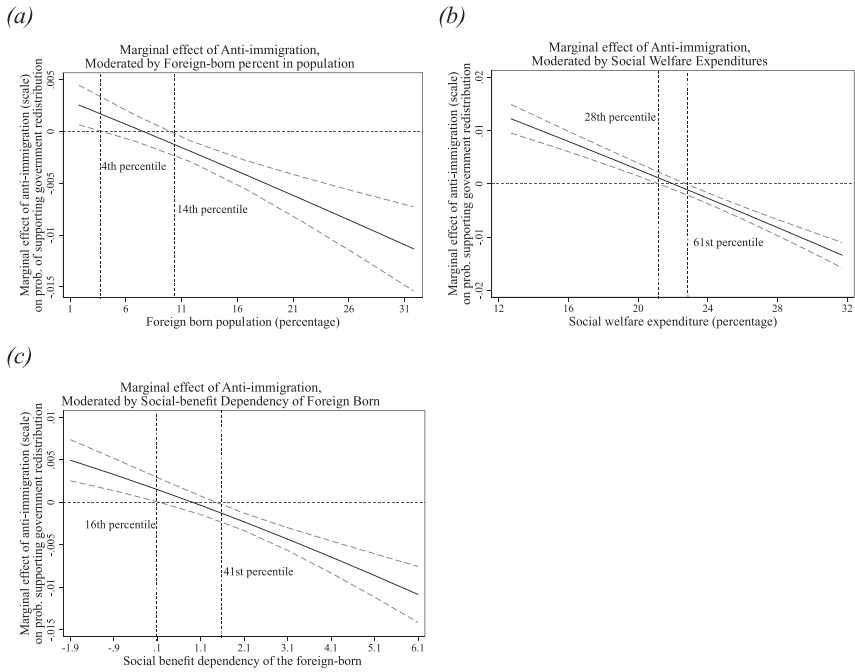 (a)
Marginal effect of Anti-immigration,
Moderated by Foreign-born percent in population
Marginal effect of anti-immigration (scale)
on prob. of supporting government redistribution
.005
0
-.005
-.01
-.015
4th percentile
14th percentile
1 6 11 16 21 26 31
Foreign born population (percentage)
(b)
Marginal effect of Anti-immigration,
Moderated by Social Welfare Expenditures
Marginal effect of anti-immigration (scale)
on prob. supporting government redistribution
.02
.010
0
-.01
-.02
28th percentile
61st percentile
12 16 20 24 28 32
Social welfare expenditure (percentage)
(c)
Marginal effect of Anti-immigration,
Moderated by Social-benefit Dependency of Foreign Born
Marginal effect of anti-immigration (scale)
on prob. supporting government redistribution
.01
.005
0
-.005
-.01
-.015
16th percentile
41st percentile
-1.9 -.9 .1 1.1 2.1 3.1 4.1 5.1 6.1
Social benefit dependency of the foreign-born